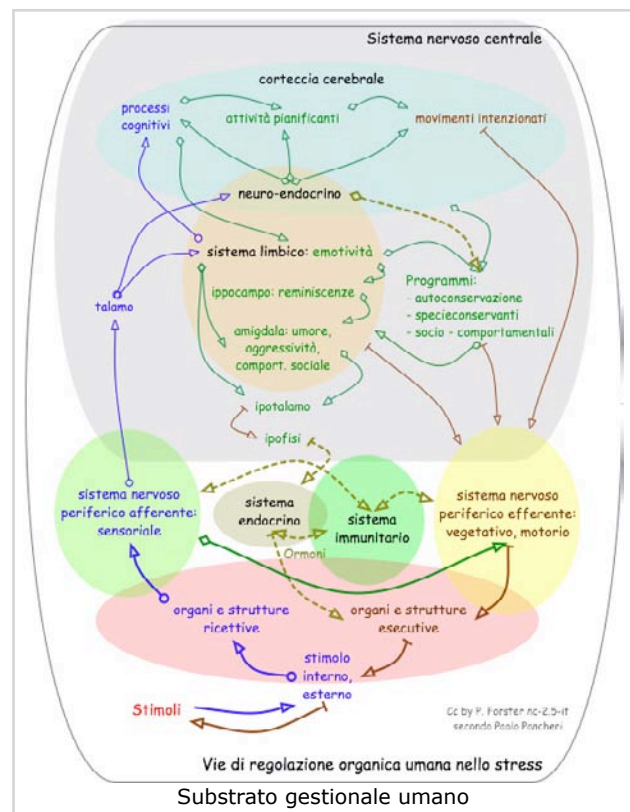 Sistema nervoso centrale
corteccia cerebrale
processi
cognitivi
attività pianificanti
movimenti intenzionati
neuro-endocrino
sistema limbico: emotività
ippocampo: reminiscenze
amigdala: umore,
aggressività,
comport. sociale
Programmi:
- autoconservazione
- specieconservanti
- socio - comportamentali
talamo
ipotalamo
ipofisi
sistema nervoso
periferico afferente:
sensoriale
sistema
endocrino
sistema
immunitario
sistema nervoso
periferico efferente:
vegetativo, motorio
Ormoni
organi e strutture
ricettive
organi e strutture
esecutive
stimolo
interno,
esterno
Stimoli
Cc by P. Forster nc-2.5-it
secondo Paolo Pancheri
Vie di regolazione organica umana nello stress
Substrato gestionale umano